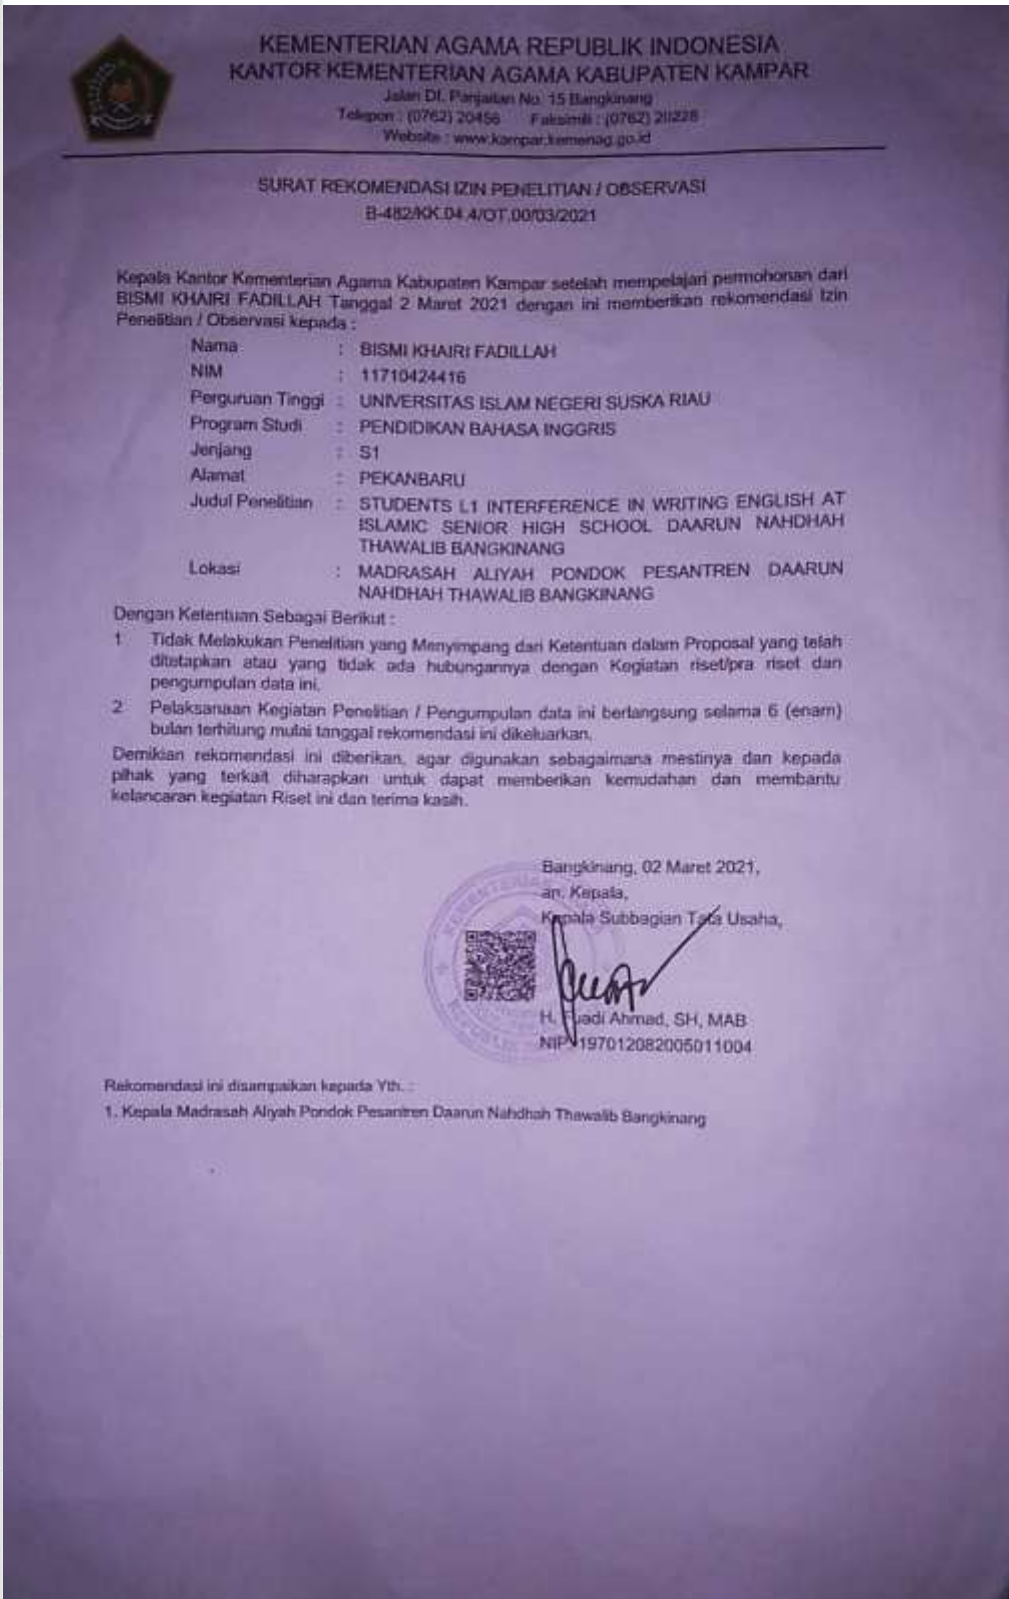 KEMENTERIAN AGAMA REPUBLIK INDONESIA
KANTOR KEMENTERIAN AGAMA KABUPATEN KAMPAR
Jalan DI. Panjaitan No. 15 Bangkinang
Telepon : (0762) 20456 Faksimili : (0762) 20228
Website : www.kampar.kemenag.go.id
SURAT REKOMENDASI IZIN PENELITIAN / OBSERVASI
B-482/KK.04.4/OT.00/03/2021
Kepala Kantor Kementerian Agama Kabupaten Kampar setelah mempelajari permohonan dari
BISMI KHAIRI FADILLAH Tanggal 2 Maret 2021 dengan ini memberikan rekomendasi Izin
Penelitian / Observasi kepada :
Nama : BISMI KHAIRI FADILLAH
NIM : 11710424416
Perguruan Tinggi : UNIVERSITAS ISLAM NEGERI SUSKA RIAU
Program Studi : PENDIDIKAN BAHASA INGGRIS
Jenjang : S1
Alamat : PEKANBARU
Judul Penelitian : STUDENTS L1 INTERFERENCE IN WRITING ENGLISH AT
ISLAMIC SENIOR HIGH SCHOOL DAARUN NAHDHAH
THAWALIB BANGKINANG
Lokasi : MADRASAH ALIYAH PONDOK PESANTREN DAARUN
NAHDHAH THAWALIB BANGKINANG
Dengan Ketentuan Sebagai Berikut :
1 Tidak Melakukan Penelitian yang Menyimpang dari Ketentuan dalam Proposal yang telah
ditetapkan atau yang tidak ada hubungannya dengan Kegiatan riset/pra riset dan
pengumpulan data ini.
2 Pelaksanaan Kegiatan Penelitian / Pengumpulan data ini berlangsung selama 6 (enam)
bulan terhitung mulai tanggal rekomendasi ini dikeluarkan.
Demikian rekomendasi ini diberikan, agar digunakan sebagaimana mestinya dan kepada
pihak yang terkait diharapkan untuk dapat memberikan kemudahan dan membantu
kelancaran kegiatan Riset ini dan terima kasih.
Bangkinang, 02 Maret 2021,
an. Kepala,
Kepala Subbagian Tata Usaha,
H. Fuadi Ahmad, SH, MAB
NIP. 197012082005011004
Rekomendasi ini disampaikan kepada Yth. :
1. Kepala Madrasah Aliyah Pondok Pesantren Daarun Nahdhah Thawalib Bangkinang